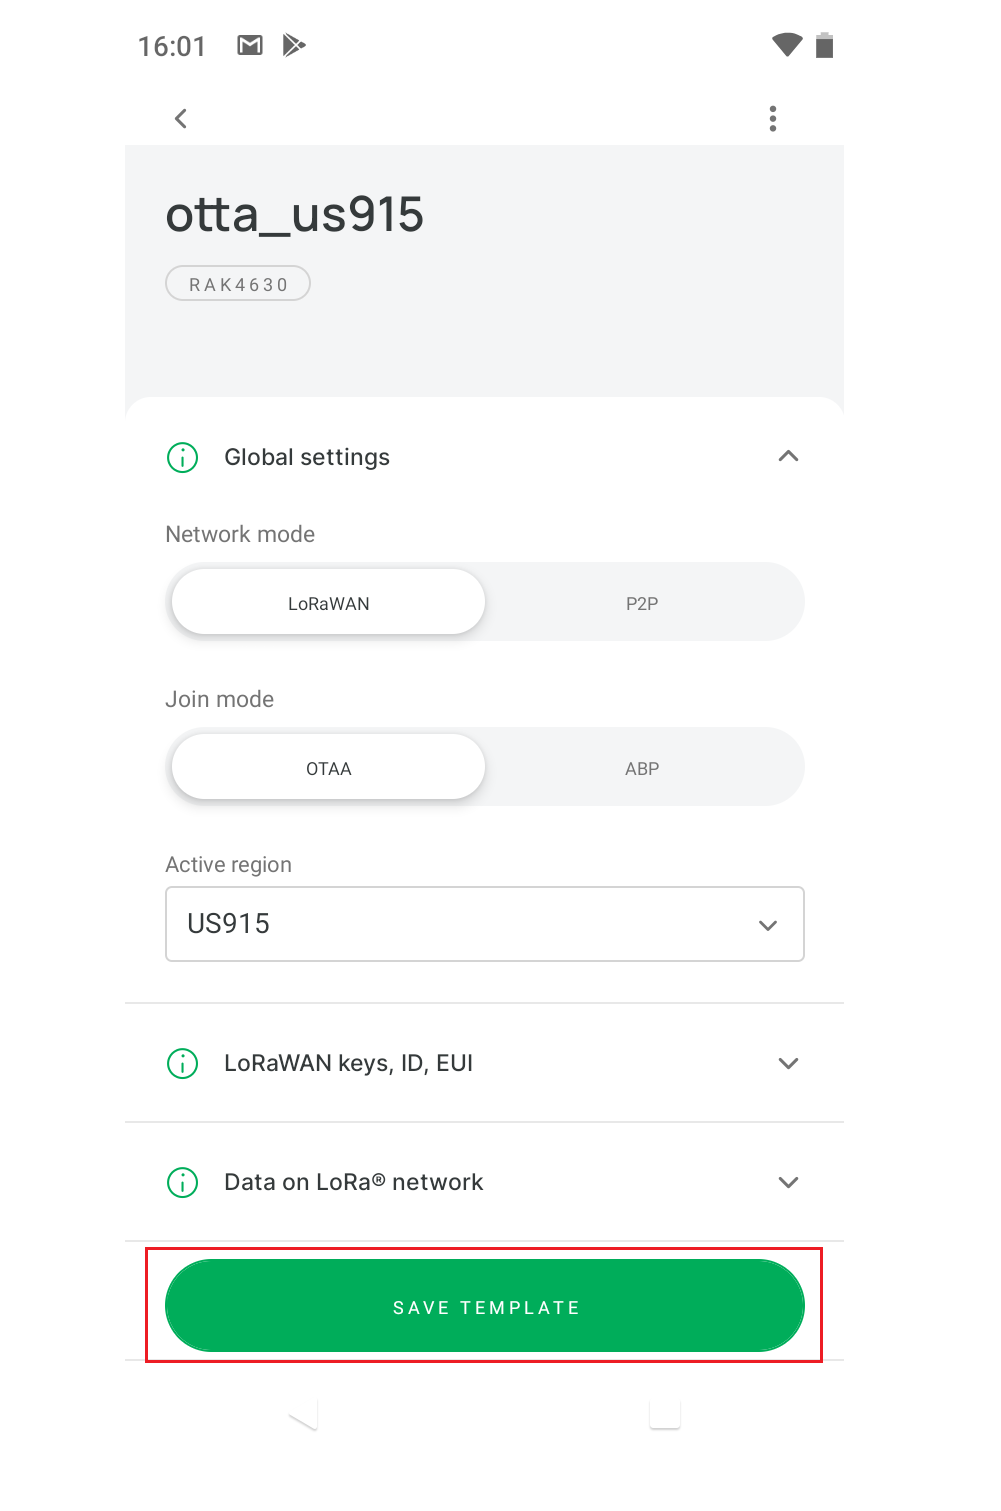 16:01
otta_us915
RAK4630
Global settings
Network mode
LoRaWAN P2P
Join mode
OTAA ABP
Active region
US915
LoRaWAN keys, ID, EUI
Data on LoRa® network
SAVE TEMPLATE